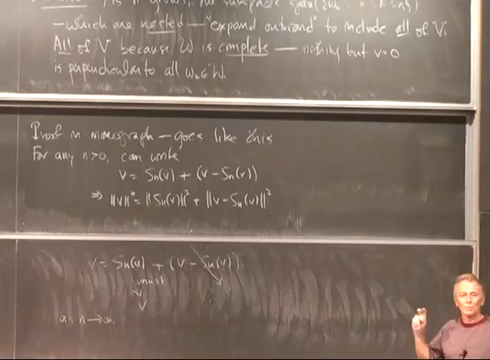 — which are nested — "expand outward" to include all of V;
All of V because W is complete — nothing but v=0
is perpendicular to all wₖ∈W.
Proof in monograph — goes like this
For any n>0, can write
v = Sn(v) + (v - Sn(v))
⇒ ||v||² = ||Sn(v)||² + ||v - Sn(v)||²
v = Sn(v) + (v - Sn(v))
v
as n → ∞.